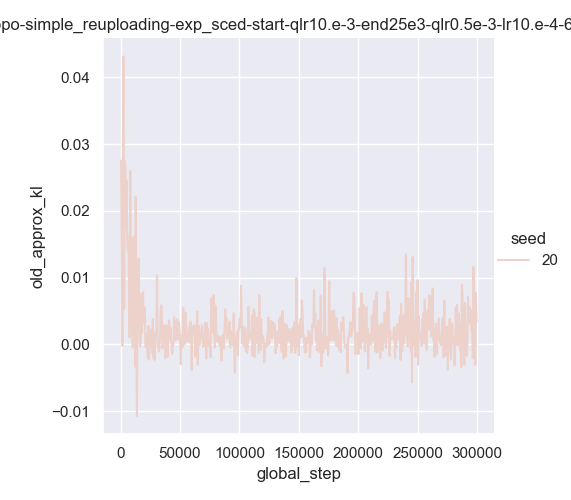 ppo-simple_reuploading-exp_sced-start-qlr10.e-3-end25e3-qlr0.5e-3-lr10.e-4-6
0.04
0.03
0.02
0.01
0.00
−0.01
old_approx_kl
0 50000 100000 150000 200000 250000 300000
global_step
seed
20